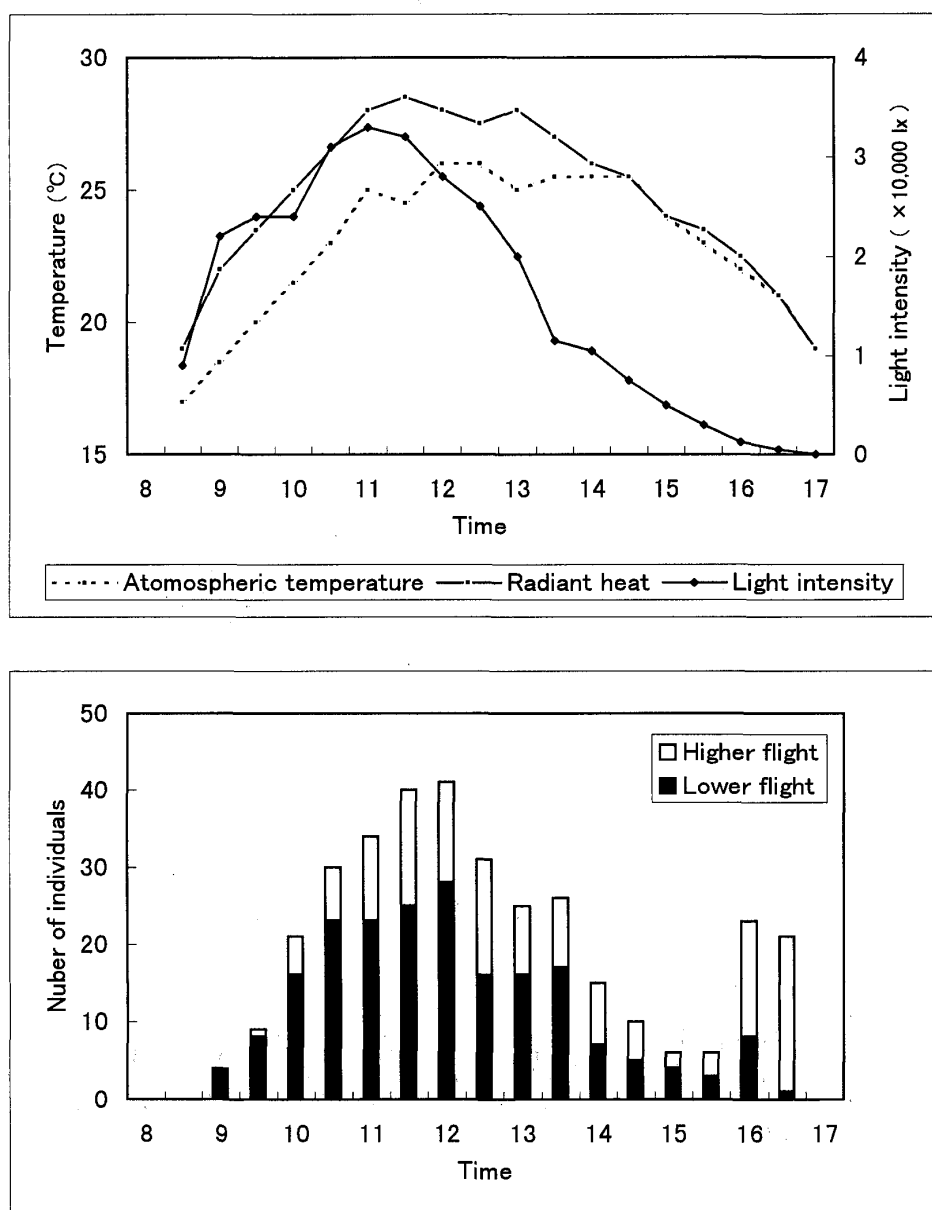 30
25
20
15
Temperature (℃)
4
3
2
1
0
Light intensity ( ×10,000 lx)
8 9 10 11 12 13 14 15 16 17
Time
Atomospheric temperature Radiant heat Light intensity
50
40
30
20
10
0
Nuber of individuals
Higher flight
Lower flight
8 9 10 11 12 13 14 15 16 17
Time